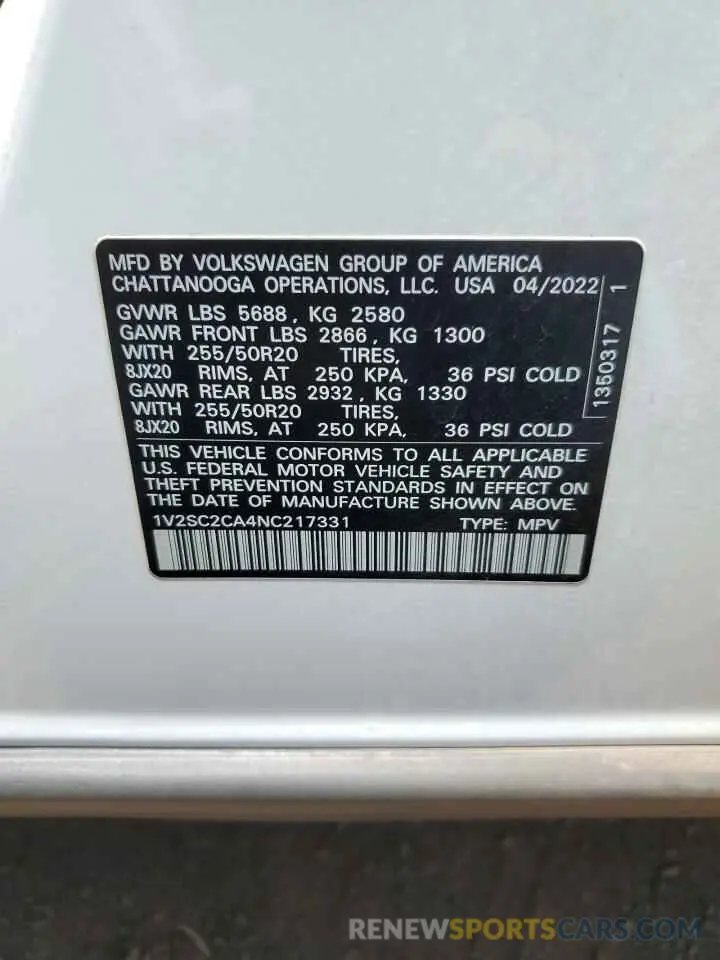 MFD BY VOLKSWAGEN GROUP OF AMERICA
CHATTANOOGA OPERATIONS, LLC. USA 04/2022
GVWR LBS 5688, KG 2580
GAWR FRONT LBS 2866, KG 1300
WITH 255/50R20 TIRES,
8JX20 RIMS, AT 250 KPA, 36 PSI COLD
GAWR REAR LBS 2932, KG 1330
WITH 255/50R20 TIRES,
8JX20 RIMS, AT 250 KPA, 36 PSI COLD
1350317 1
THIS VEHICLE CONFORMS TO ALL APPLICABLE
U.S. FEDERAL MOTOR VEHICLE SAFETY AND
THEFT PREVENTION STANDARDS IN EFFECT ON
THE DATE OF MANUFACTURE SHOWN ABOVE.
1V2SC2CA4NC217331 TYPE: MPV
RENEWSPORTSCARS.COM